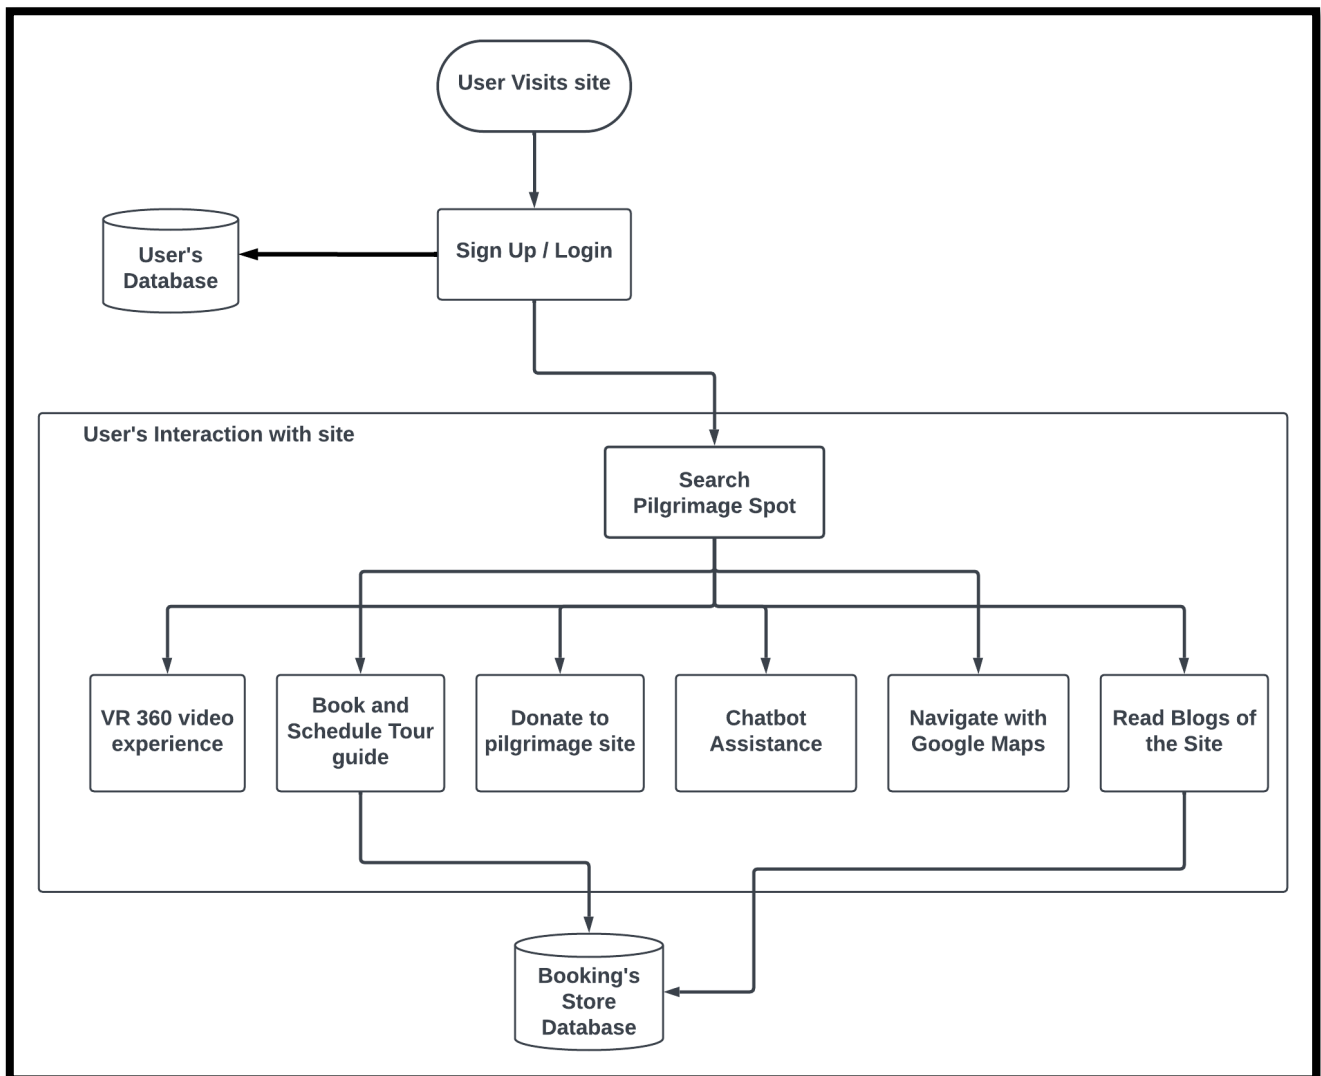 User Visits site
Sign Up / Login
User's
Database
User's Interaction with site
Search
Pilgrimage Spot
VR 360 video
experience
Book and
Schedule Tour
guide
Donate to
pilgrimage site
Chatbot
Assistance
Navigate with
Google Maps
Read Blogs of
the Site
Booking's
Store
Database